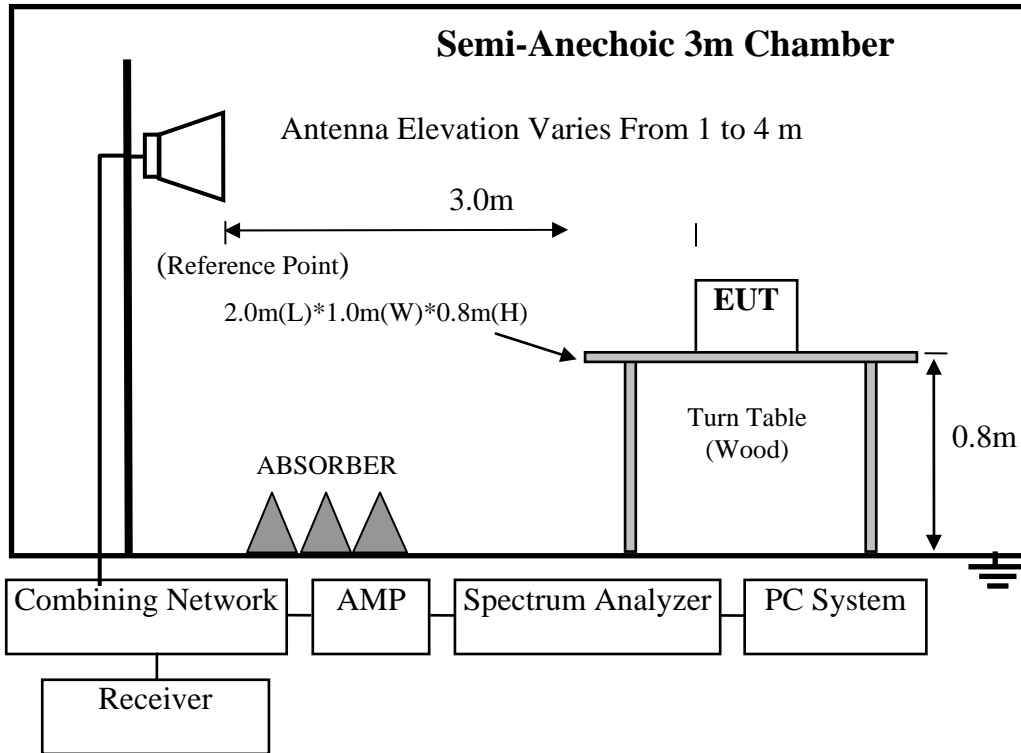 Semi-Anechoic 3m Chamber
Antenna Elevation Varies From 1 to 4 m
3.0m
(Reference Point)
2.0m(L)*1.0m(W)*0.8m(H)
EUT
Turn Table
(Wood)
0.8m
ABSORBER
Combining Network
AMP
Spectrum Analyzer
PC System
Receiver